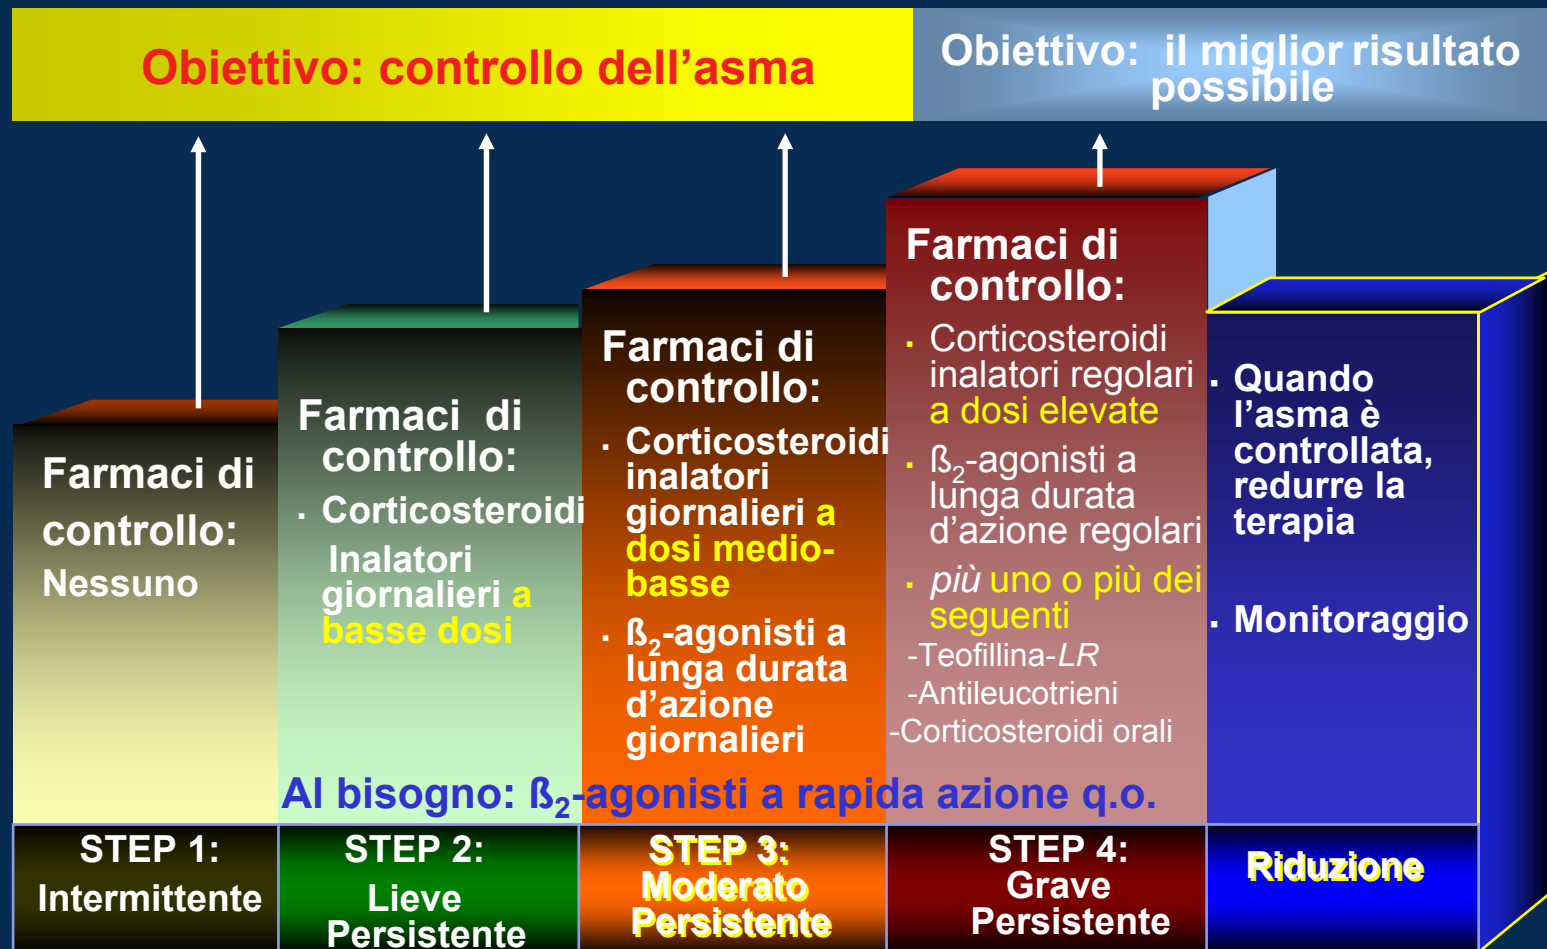 Obiettivo: controllo dell’asma
Obiettivo: il miglior risultato
possibile
Farmaci di
controllo:
Nessuno
Farmaci di
controllo:
· Corticosteroidi
Inalatori
giornalieri a
basse dosi
Farmaci di
controllo:
· Corticosteroidi
inalatori
giornalieri a
dosi medio-
basse
· ß2-agonisti a
lunga durata
d’azione
giornalieri
Farmaci di
controllo:
· Corticosteroidi
inalatori regolari
a dosi elevate
· ß2-agonisti a
lunga durata
d’azione regolari
· più uno o più dei
seguenti
-Teofillina-LR
-Antileucotrieni
-Corticosteroidi orali
· Quando
l’asma è
controllata,
redurre la
terapia
· Monitoraggio
Al bisogno: ß2-agonisti a rapida azione q.o.
STEP 1:
Intermittente
STEP 2:
Lieve
Persistente
STEP 3:
Moderato
Persistente
STEP 4:
Grave
Persistente
Riduzione